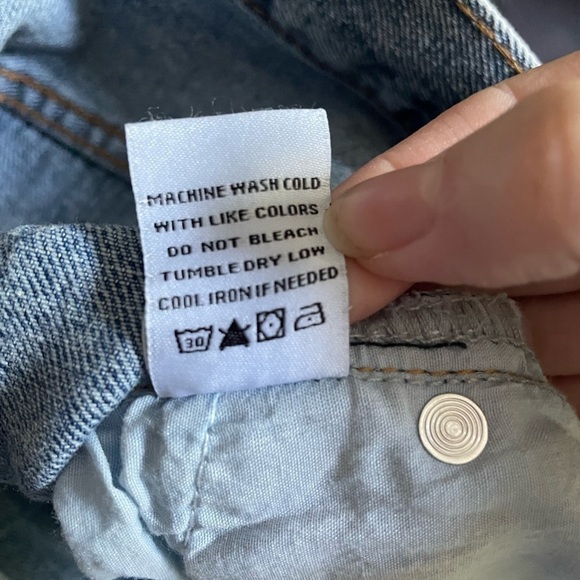 MACHINE WASH COLD
WITH LIKE COLORS
DO NOT BLEACH
TUMBLE DRY LOW
COOL IRON IF NEEDED
30